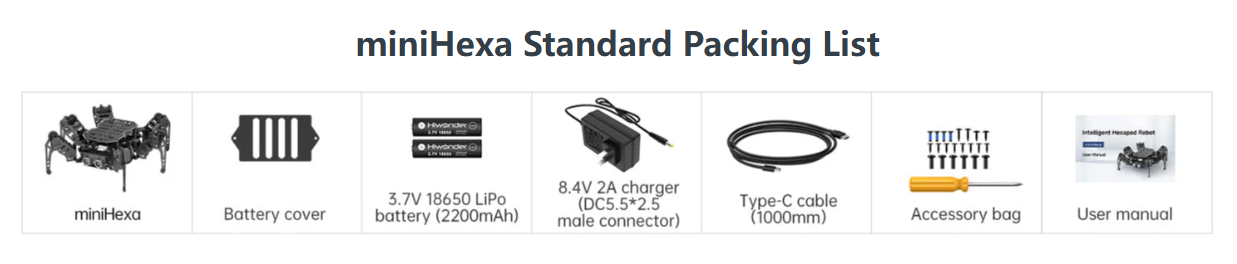 miniHexa Standard Packing List
miniHexa
Battery cover
Hiwonder
3.7V 18650
Hiwonder
3.7V 18650
3.7V 18650 LiPo
battery (2200mAh)
8.4V 2A charger
(DC5.5*2.5
male connector)
Type-C cable
(1000mm)
Accessory bag
Intelligent Hexapod Robot
User Manual
User manual